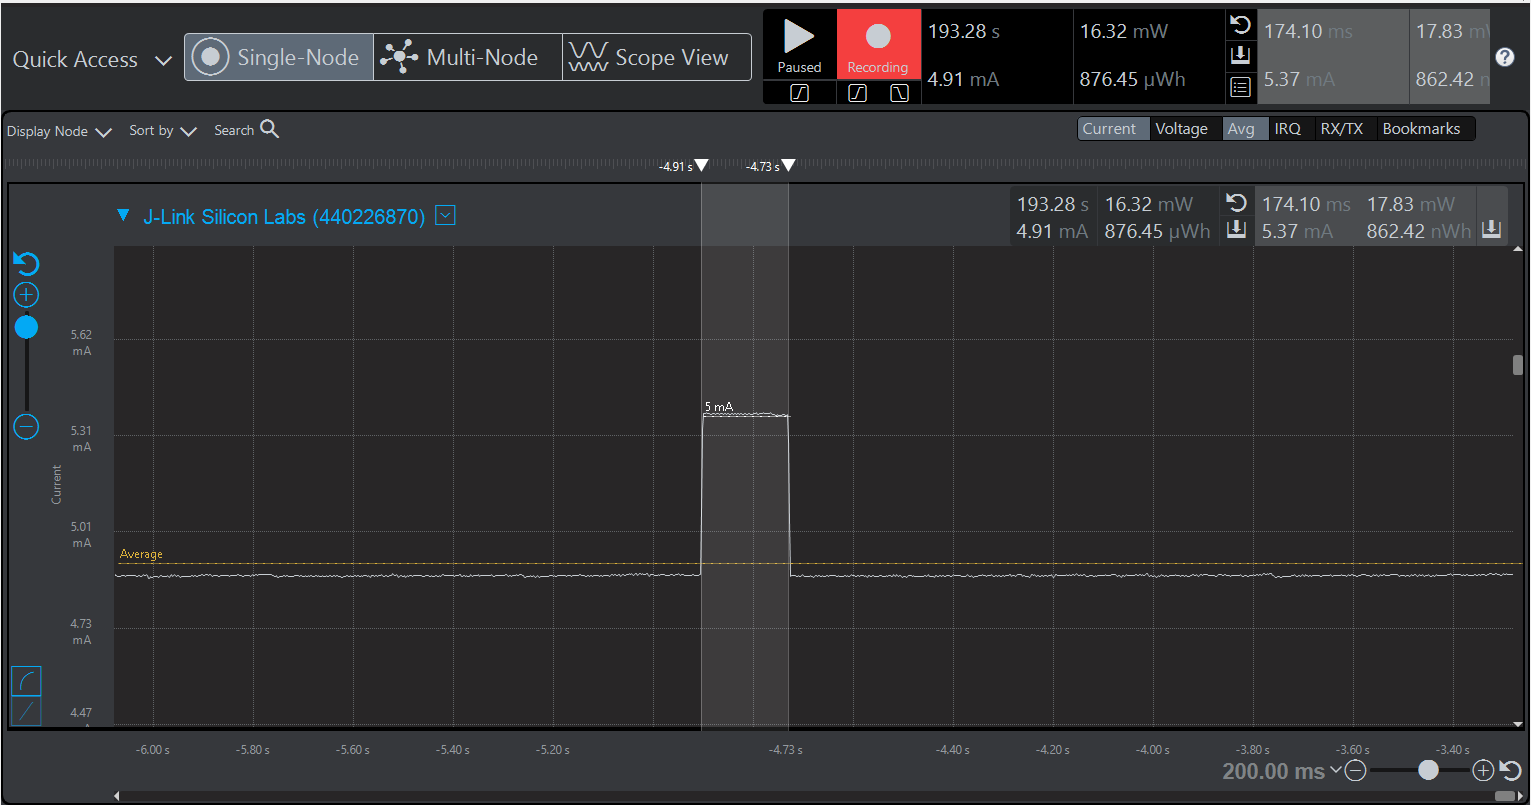 Quick Access
Single-Node
Multi-Node
Scope View
Paused
Recording
193.28 s
16.32 mW
4.91 mA
876.45 µWh
174.10 ms
17.83 mW
5.37 mA
862.42 n
?
Display Node
Sort by
Search
Current
Voltage
Avg
IRQ
RX/TX
Bookmarks
-4.91 s
-4.73 s
J-Link Silicon Labs (440226870)
193.28 s
16.32 mW
4.91 mA
876.45 µWh
174.10 ms
17.83 mW
5.37 mA
862.42 nWh
5.62
mA
5 mA
5.31
mA
Current
5.01
mA
Average
4.73
mA
4.47
-6.00 s
-5.80 s
-5.60 s
-5.40 s
-5.20 s
-4.73 s
-4.40 s
-4.20 s
-4.00 s
-3.80 s
-3.60 s
-3.40 s
200.00 ms